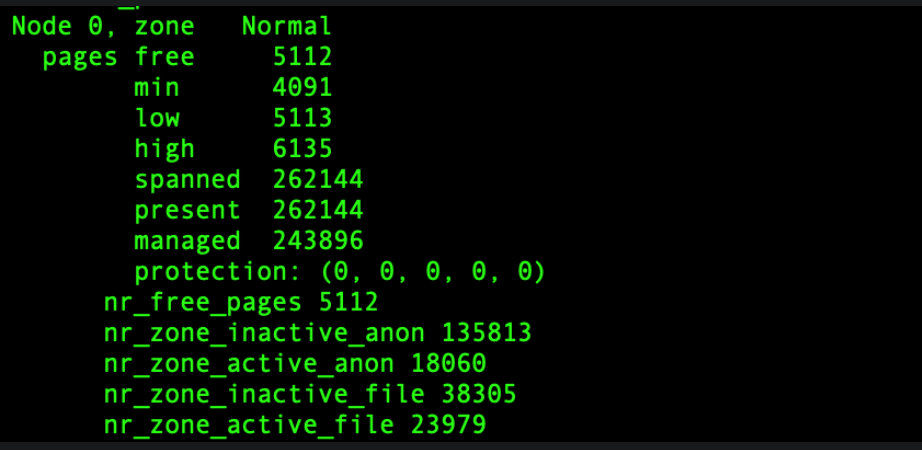 Node 0, zone   Normal
  pages free     5112
        min      4091
        low      5113
        high     6135
        spanned  262144
        present  262144
        managed  243896
        protection: (0, 0, 0, 0, 0)
      nr_free_pages 5112
      nr_zone_inactive_anon 135813
      nr_zone_active_anon 18060
      nr_zone_inactive_file 38305
      nr_zone_active_file 23979